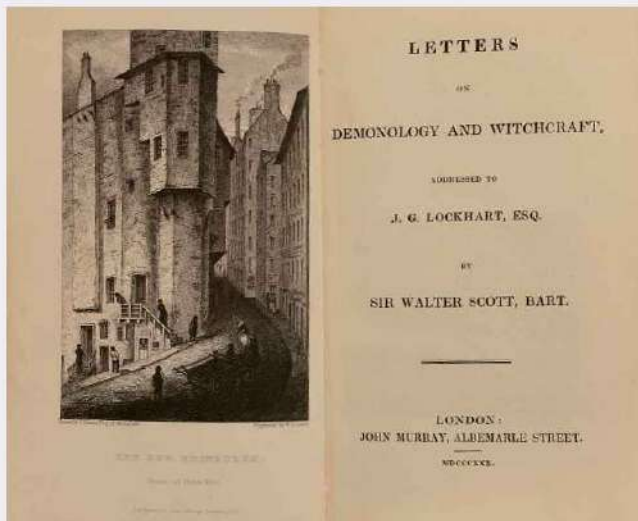 LETTERS
ON
DEMONOLOGY AND WITCHCRAFT,
ADDRESSED TO
J. G. LOCKHART, ESQ.
BY
SIR WALTER SCOTT, BART.
LONDON:
JOHN MURRAY, ALBEMARLE STREET.
MDCCCXXX.